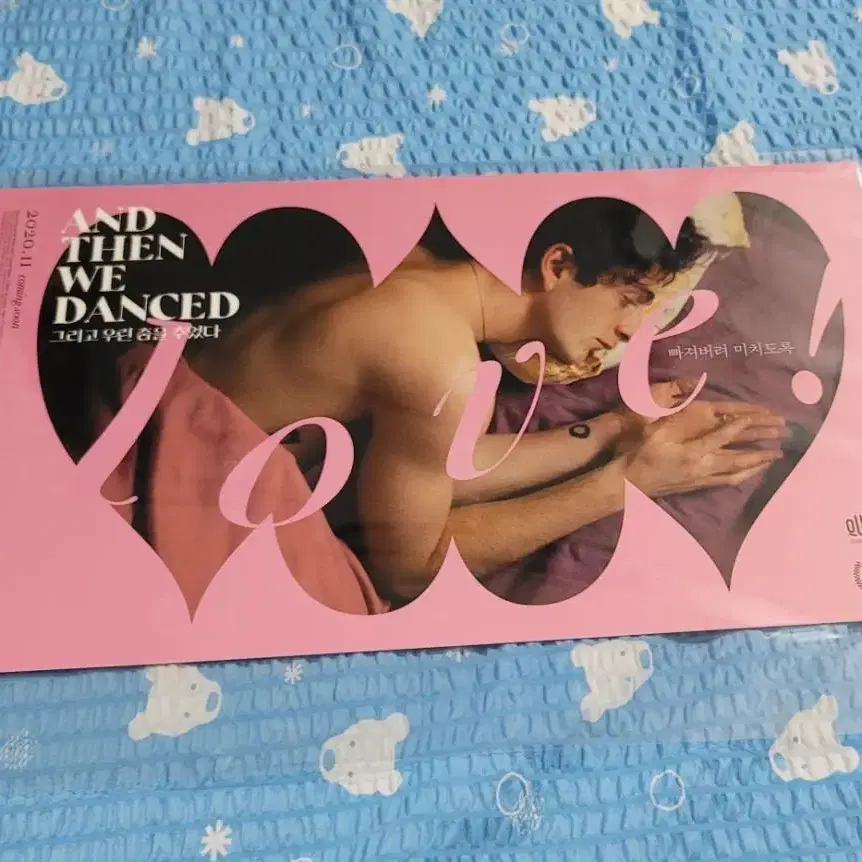 2020.11 coming soon
AND
THEN
WE
DANCED
그리고 우린 춤을 추었다
love!
빠져버려 미치도록